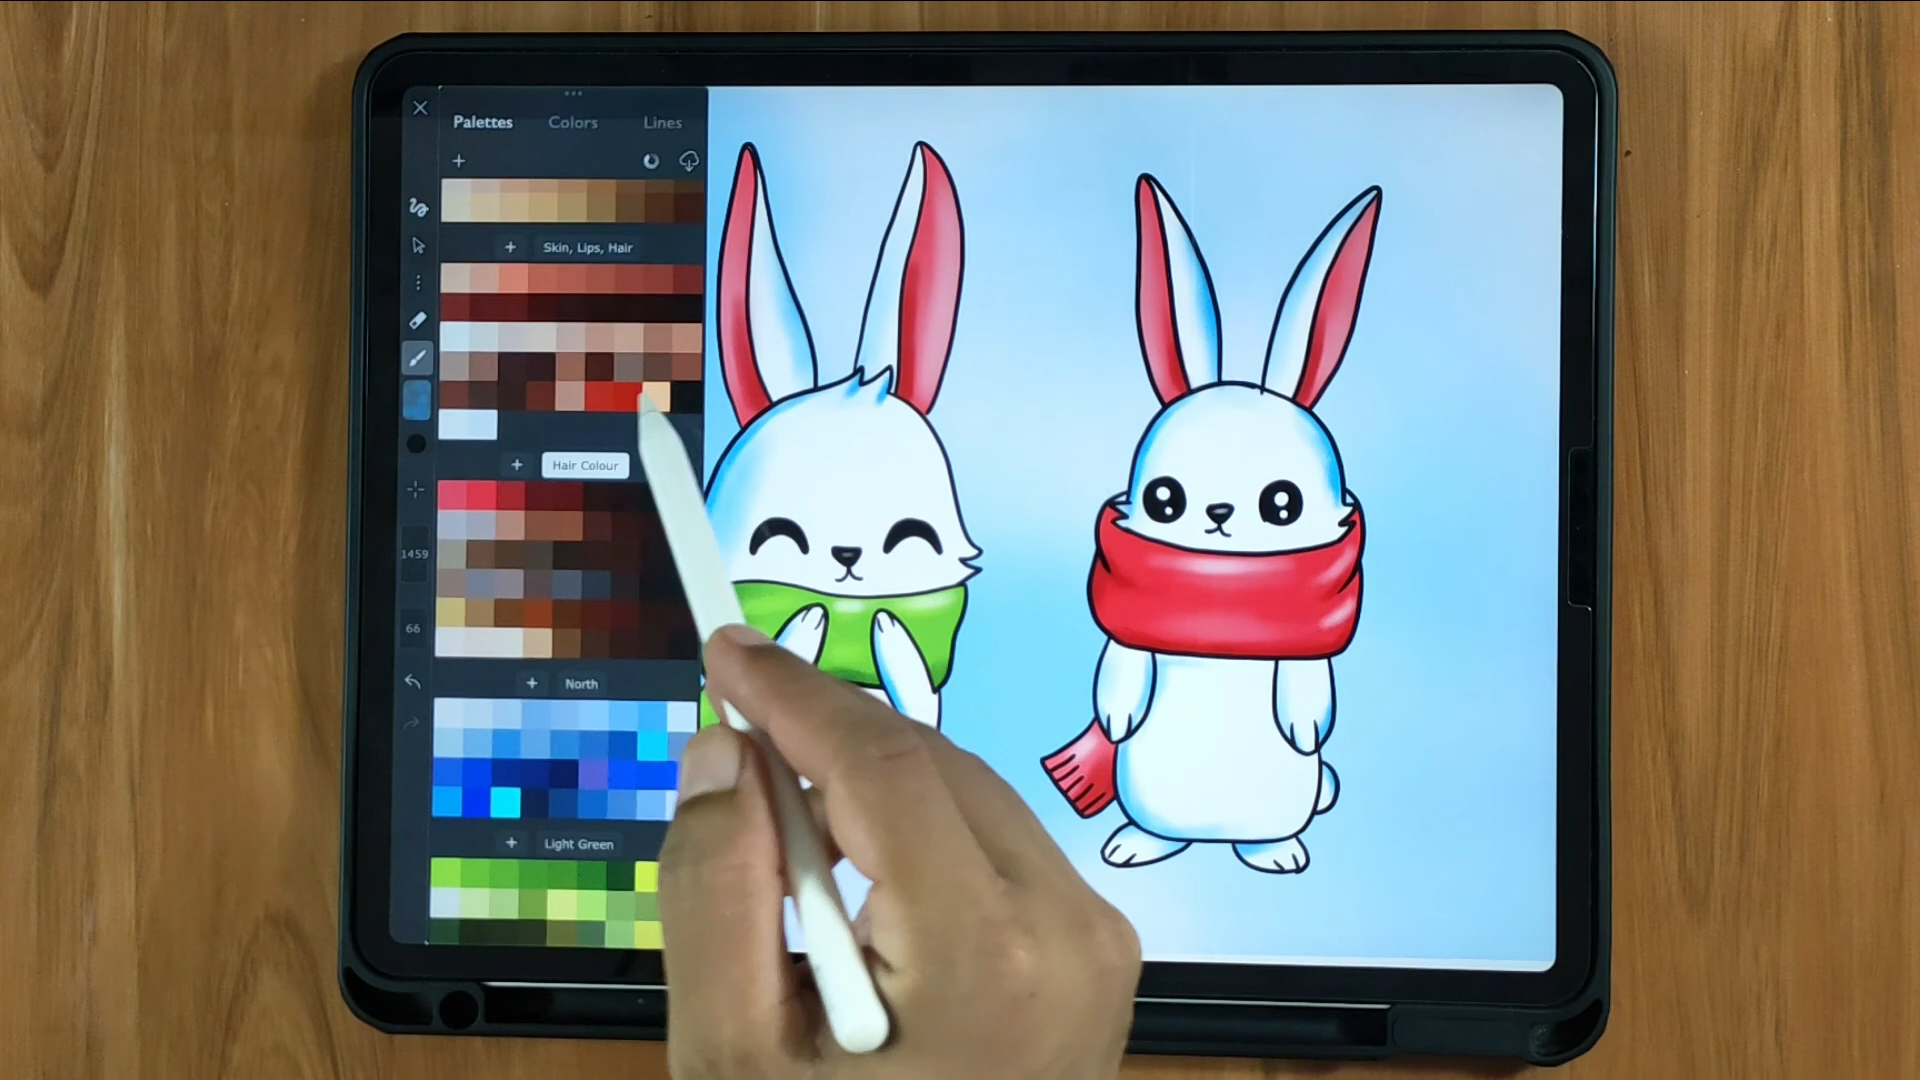 Palettes Colors Lines
Skin, Lips, Hair
Hair Colour
1459
66
North
Light Green